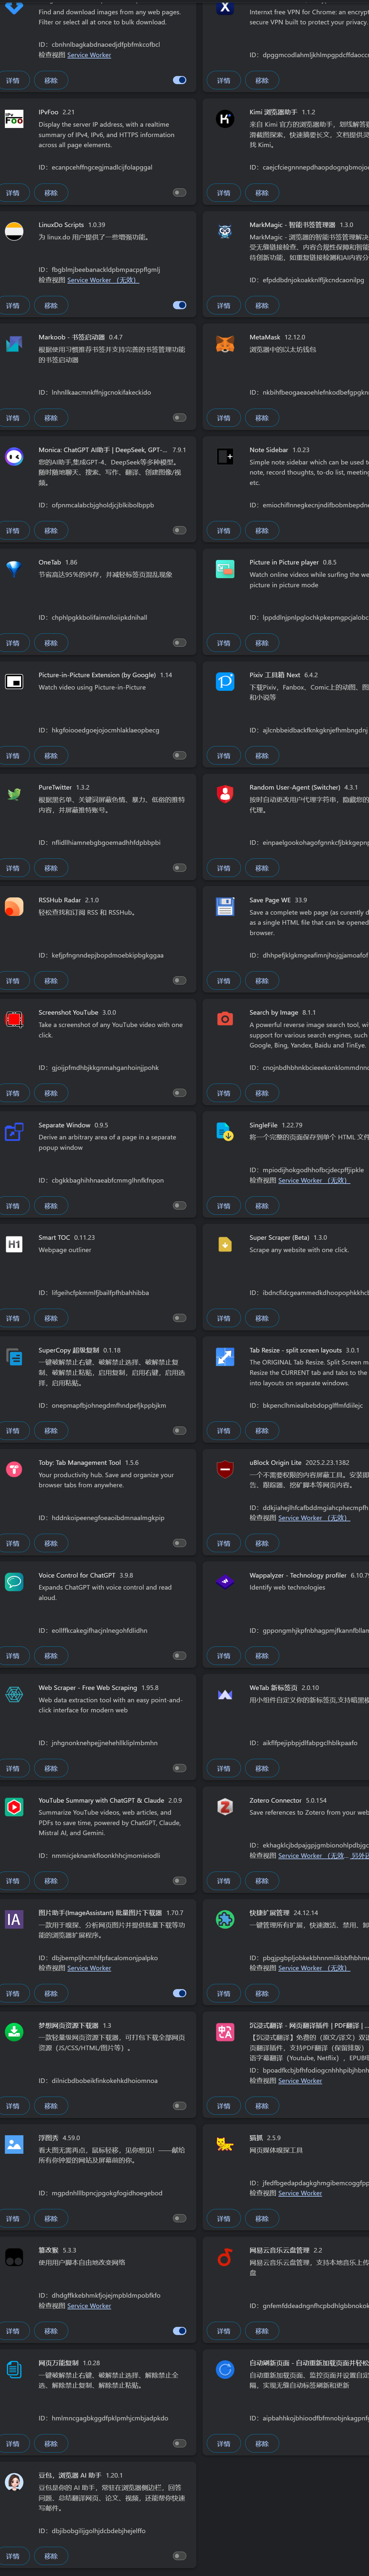 Find and download images from any web pages.
Filter or select all at once to bulk download.
ID：cbnhnlbagkabdnaoedjdfpbfmkcofbcl
检查视图 Service Worker
详情
移除
Internet free VPN for Chrome: an encryp
secure VPN built to protect your privacy.
详情
移除
IPvFoo 2.21
Display the server IP address, with a realtime
summary of IPv4, IPv6, and HTTPS information
across all page elements.
ID：ecanpcehffngcegjmadlcijfolapggal
详情
移除
Kimi 浏览器助手 1.1.2
找 Kimi。
详情
移除
LinuxDo Scripts 1.0.39
为 linux.do 用户提供了一些增强功能。
ID：fbgblmjbeebanackldpbmpacppflgmlj
检查视图 Service Worker （无效）
详情
移除
MarkMagic - 智能书签管理器 1.3.0
MarkMagic - 浏览器的智能书签管理解决
受无限链接检查、内容合规性保障和智能
待创新功能，如重复链接检测和AI内容分
ID：efpddbdnjokoakknlfljkcndcaonilpg
详情
移除
Markoob - 书签启动器 0.4.7
根据使用习惯推荐书签并支持完善的书签管理功能
的书签启动器
ID：lnhnllkaacmnkffnjgcnokifakeckido
详情
移除
MetaMask 12.12.0
浏览器中的以太坊钱包
ID：nkbihfbeogaeaoehlefnkodbefgpgkn
详情
移除
Monica: ChatGPT AI助手 | DeepSeek, GPT-... 7.9.1
您的AI助手,集成GPT-4、DeepSeek等多种模型。
随时随地聊天、搜索、写作、翻译、创建图像/视
频。
ID：ofpnmcalabcbjgholdjcjblkibolbppb
详情
移除
Note Sidebar 1.0.23
Simple note sidebar which can be used to
note, record thoughts, to-do list, meeting
etc.
详情
移除
OneTab 1.86
节省高达95％的内存，并减轻标签页混乱现象
ID：chphlpgkkbolifaimnlloiipkdnihall
详情
移除
Picture in Picture player 0.8.5
Watch online videos while surfing the we
picture in picture mode
详情
移除
Picture-in-Picture Extension (by Google) 1.14
Watch video using Picture-in-Picture
ID：hkgfoiooedgoejojocmhlaklaeopbecg
详情
移除
Pixiv 工具箱 Next 6.4.2
下载Pixiv，Fanbox，Comic上的动图、图
和小说等
ID：ajlcnbbeidbackfknkgknjefhmbngdnj
详情
移除
PureTwitter 1.3.2
根据黑名单、关键词屏蔽色情、暴力、低俗的推特
内容，并屏蔽推特账号。
ID：nflidllhiamnebgbgoemadhhfdpbbpbi
详情
移除
Random User-Agent (Switcher) 4.3.1
按时自动更改用户代理字符串，隐藏您的
代理。
ID：einpaelgookohagofgnnkcfjbkkgepnp
详情
移除
RSSHub Radar 2.1.0
轻松查找和订阅 RSS 和 RSSHub。
ID：kefjpfngnndepjbopdmoebkipbgkggaa
详情
移除
Save Page WE 33.9
Save a complete web page (as curently d
as a single HTML file that can be opened
browser.
ID：dhhpefjklgkmgeafimnjhojgjamoafof
详情
移除
Screenshot YouTube 3.0.0
Take a screenshot of any YouTube video with one
click.
ID：gjoijpfmdhbjkkgnmahganhoinjjpohk
详情
移除
Search by Image 8.1.1
A powerful reverse image search tool, wi
support for various search engines, such
Google, Bing, Yandex, Baidu and TinEye.
详情
移除
Separate Window 0.9.5
Derive an arbitrary area of a page in a separate
popup window
ID：cbgkkbaghihhnaeabfcmmglhnfkfnpon
详情
移除
SingleFile 1.22.79
将一个完整的页面保存到单个 HTML 文件
ID：mpiodijhokgodhhofbcjdecpffjipkle
检查视图 Service Worker （无效）
详情
移除
Smart TOC 0.11.23
Webpage outliner
ID：lifgeihcfpkmmlfjbailfpfhbahhibba
详情
移除
Super Scraper (Beta) 1.3.0
Scrape any website with one click.
详情
移除
SuperCopy 超级复制 0.1.18
一键破解禁止右键、破解禁止选择、破解禁止复
制、破解禁止粘贴，启用复制，启用右键，启用选
择，启用粘贴。
ID：onepmapfbjohnegdmfhndpefjkppbjkm
详情
移除
Tab Resize - split screen layouts 3.0.1
The ORIGINAL Tab Resize. Split Screen m
Resize the CURRENT tab and tabs to the
into layouts on separate windows.
ID：bkpenclhmiealbebdopglffmfdiilejc
详情
移除
Toby: Tab Management Tool 1.5.6
Your productivity hub. Save and organize your
browser tabs from anywhere.
ID：hddnkoipeenegfoeaoibdmnaalmgkpip
详情
移除
uBlock Origin Lite 2025.2.23.1382
一个不需要权限的内容屏蔽工具。安装即
告、跟踪器、挖矿脚本等网页内容。
ID：ddkjiahejlhfcafbddmgiahcphecmpfh
检查视图 Service Worker （无效）
详情
移除
Voice Control for ChatGPT 3.9.8
Expands ChatGPT with voice control and read
aloud.
ID：eollffkcakegifhacjnlnegohfdlidhn
详情
移除
Wappalyzer - Technology profiler 6.10.79
Identify web technologies
ID：gppongmhjkpfnbhagpmjfkannfbllam
详情
移除
Web Scraper - Free Web Scraping 1.95.8
Web data extraction tool with an easy point-and-
click interface for modern web
ID：jnhgnonknehpejjnehehllkliplmbmhn
详情
移除
WeTab 新标签页 2.0.10
用小组件自定义你的新标签页,支持暗黑模
ID：aikflfpejipbpjdlfabpgclhblkpaafo
详情
移除
YouTube Summary with ChatGPT & Claude 2.0.9
Summarize YouTube videos, web articles, and
PDFs to save time, powered by ChatGPT, Claude,
Mistral AI, and Gemini.
ID：nmmicjeknamkfloonkhhcjmomieiodli
详情
移除
Zotero Connector 5.0.154
Save references to Zotero from your web
ID：ekhagklcjbdpajgpjgmbionohlpdbjgc
检查视图 Service Worker （无效... 另外还
详情
移除
图片助手(ImageAssistant) 批量图片下载器 1.70.7
一款用于嗅探、分析网页图片并提供批量下载等功
能的浏览器扩展程序。
ID：dbjbempljhcmhlfpfacalomonjpalpko
检查视图 Service Worker
详情
移除
快捷扩展管理 24.12.14
一键管理所有扩展，快速激活、禁用、卸
检查视图 Service Worker （无效）
详情
移除
梦想网页资源下载器 1.3
一款轻量级网页资源下载器，可打包下载全部网页
资源（JS/CSS/HTML/图片等）。
ID：dilnicbdbobeikfinkokehkdhoiomnoa
详情
移除
沉浸式翻译 - 网页翻译插件 | PDF翻译 | ...
【沉浸式翻译】免费的（原文/译文）双语
页翻译插件，支持PDF翻译（保留排版）
语字幕翻译（Youtube, Netflix），EPUB电
检查视图 Service Worker
详情
移除
浮图秀 4.59.0
看大图无需再点，鼠标轻移，见你想见！——献给
所有你钟爱的网站及屏幕前的你。
ID：mgpdnhlllbpncjpgokgfogidhoegebod
详情
移除
猫抓 2.5.9
网页媒体嗅探工具
ID：jfedfbgedapdagkghmgibemcoggfppb
检查视图 Service Worker
详情
移除
篡改猴 5.3.3
使用用户脚本自由地改变网络
ID：dhdgffkkebhmkfjojejmpbldmpobfkfo
检查视图 Service Worker
详情
移除
网易云音乐云盘管理 2.2
网易云音乐云盘管理，支持本地音乐上传
盘
详情
移除
网页万能复制 1.0.28
一键破解禁止右键、破解禁止选择、解除禁止全
选、解除禁止复制、解除禁止粘贴。
ID：hmlmncgagbkggdfpklpmhjcmbjadpkdo
详情
移除
自动刷新页面 - 自动重新加载页面并轻松
自动重新加载页面、监控页面并设置自定
隔，实现无缝自动标签刷新和更新
详情
移除
豆包，浏览器 AI 助手 1.20.1
豆包是你的 AI 助手，常驻在浏览器侧边栏，回答
问题、总结翻译网页、论文、视频，还能帮你快速
写邮件。
ID：dbjibobgilijgolhjdcbdebjhejelffo
详情
移除